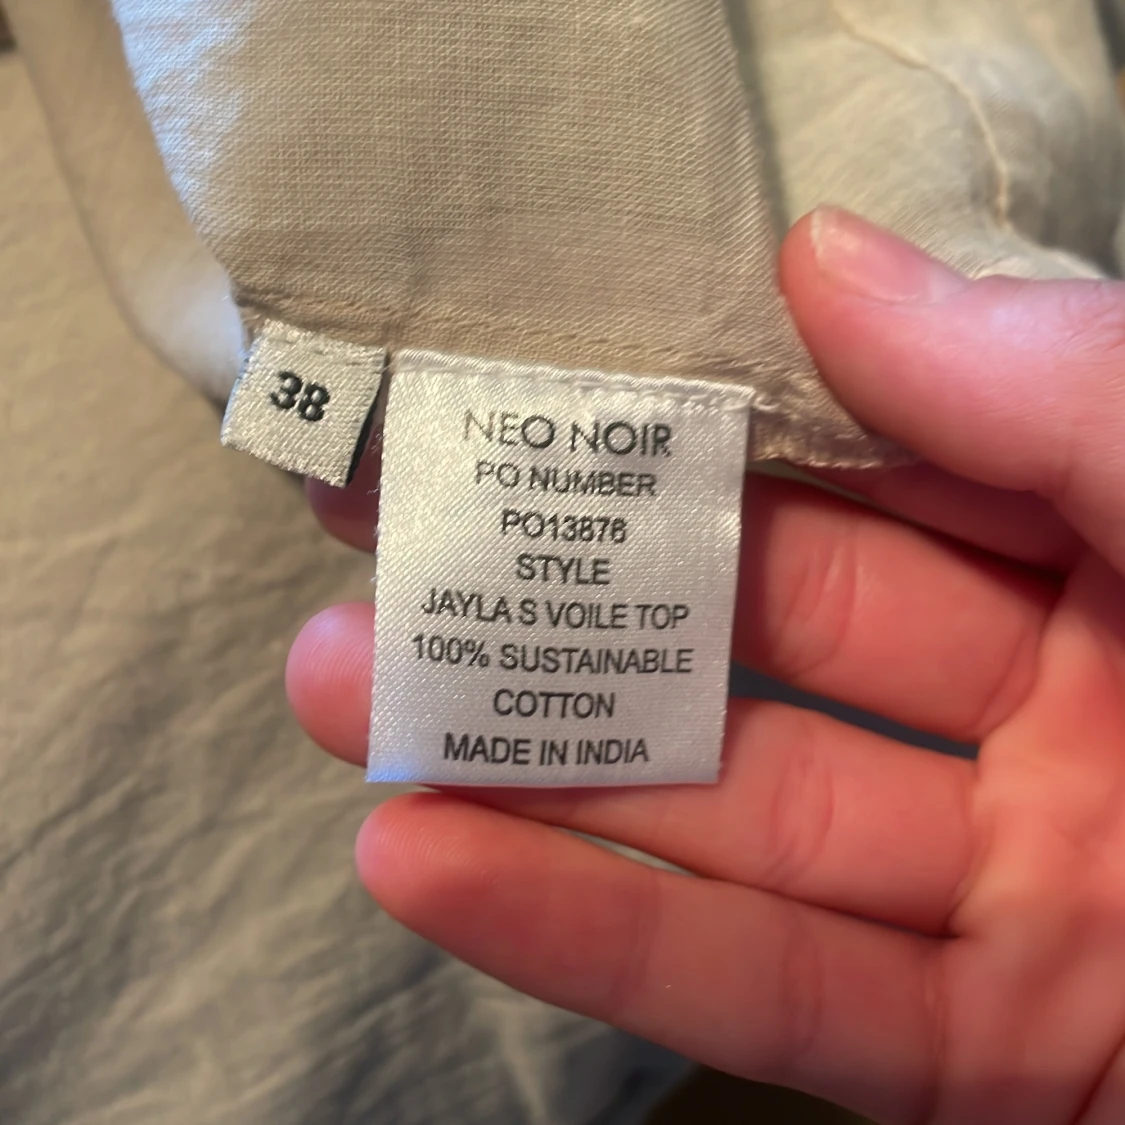 38
NEO NOIR
PO NUMBER
PO13876
STYLE
JAYLA S VOILE TOP
100% SUSTAINABLE
COTTON
MADE IN INDIA